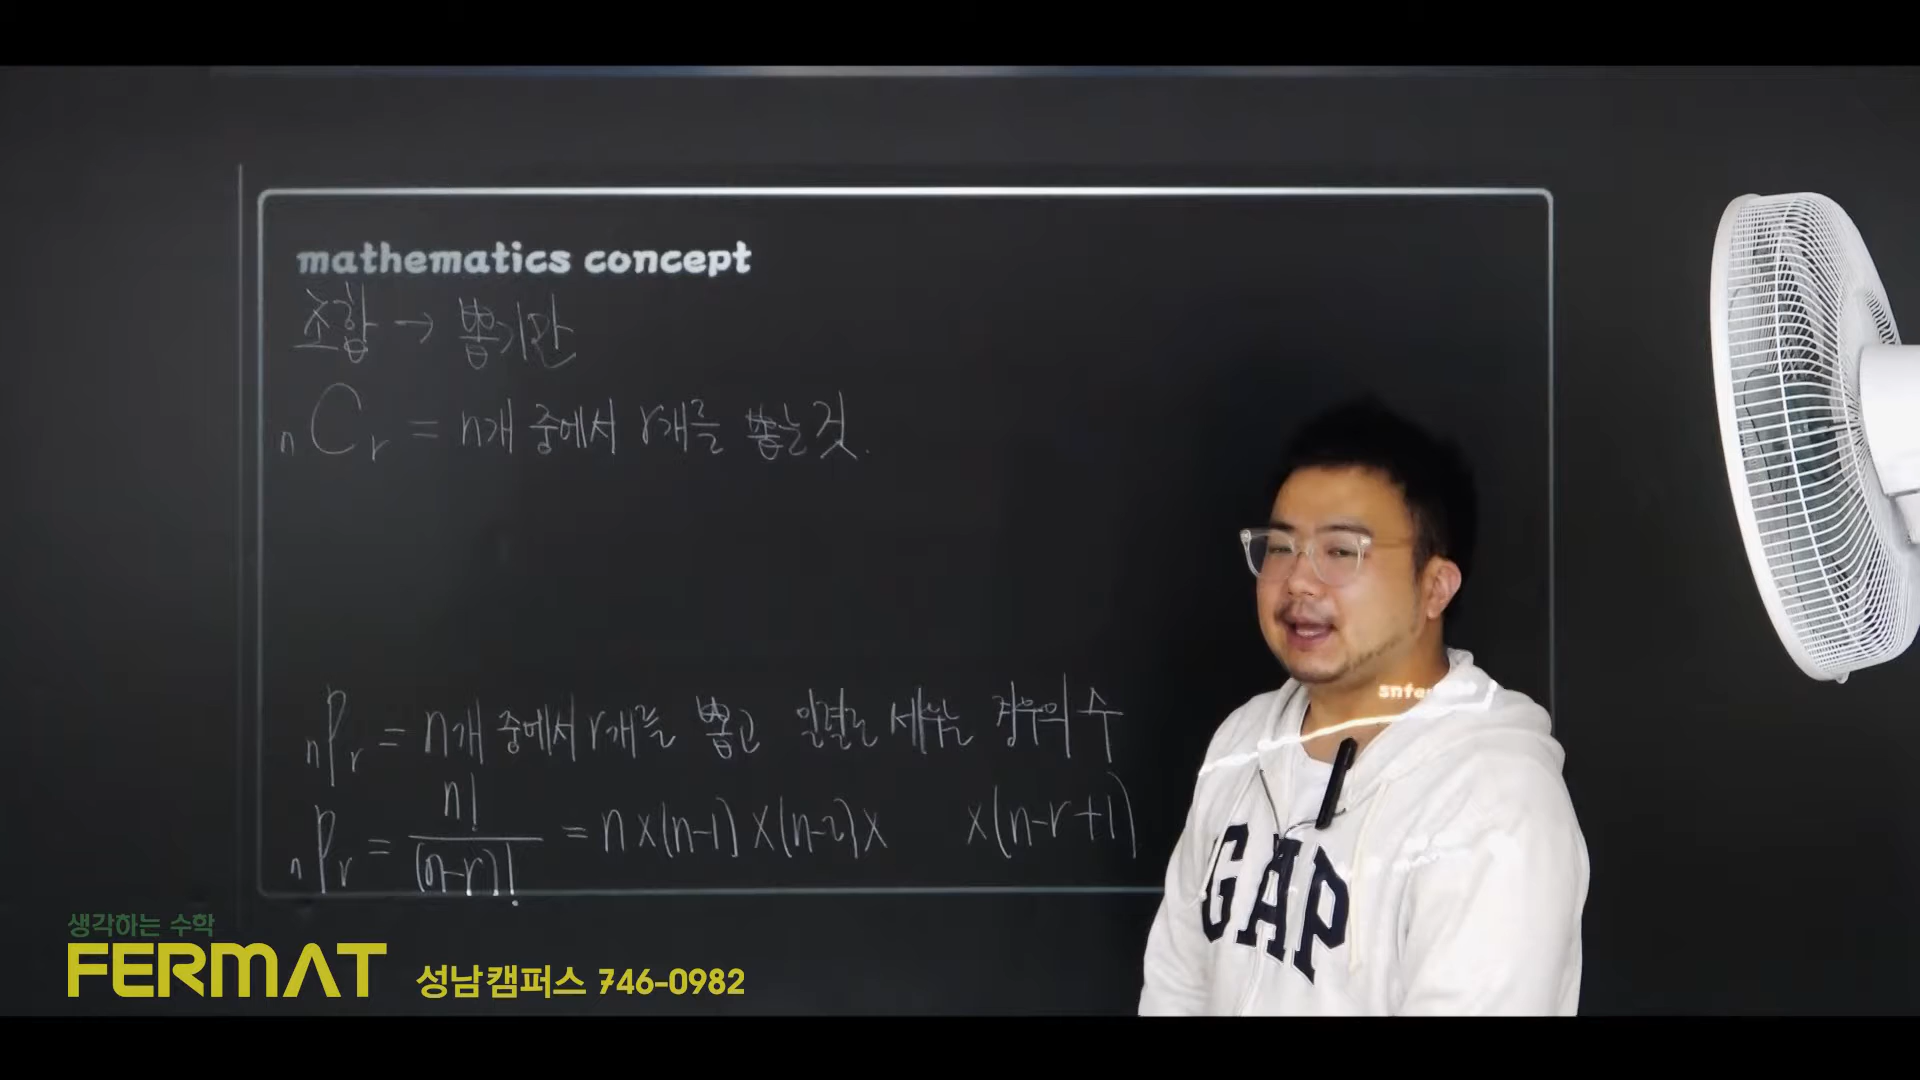 mathematics concept
조합 → 뽑기만
nCr = n개 중에서 r개를 뽑는 것.
nPr = n개 중에서 r개를 뽑고 일렬로 세우는 경우의 수
nPr = n!/(n-r)! = n×(n-1)×(n-2)× ×(n-r+1)
GAP
생각하는 수학
FERMAT 성남캠퍼스 746-0982